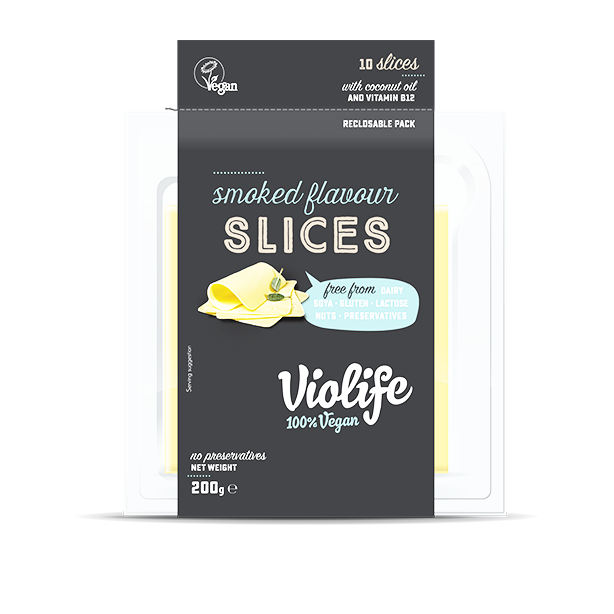 Vegan
10 slices
with coconut oil
AND VITAMIN B12
RECLOSABLE PACK
smoked flavour
SLICES
free from DAIRY
SOYA • GLUTEN • LACTOSE
NUTS • PRESERVATIVES
Serving suggestion
Violife
100% Vegan
no preservatives
NET WEIGHT
200g ℮